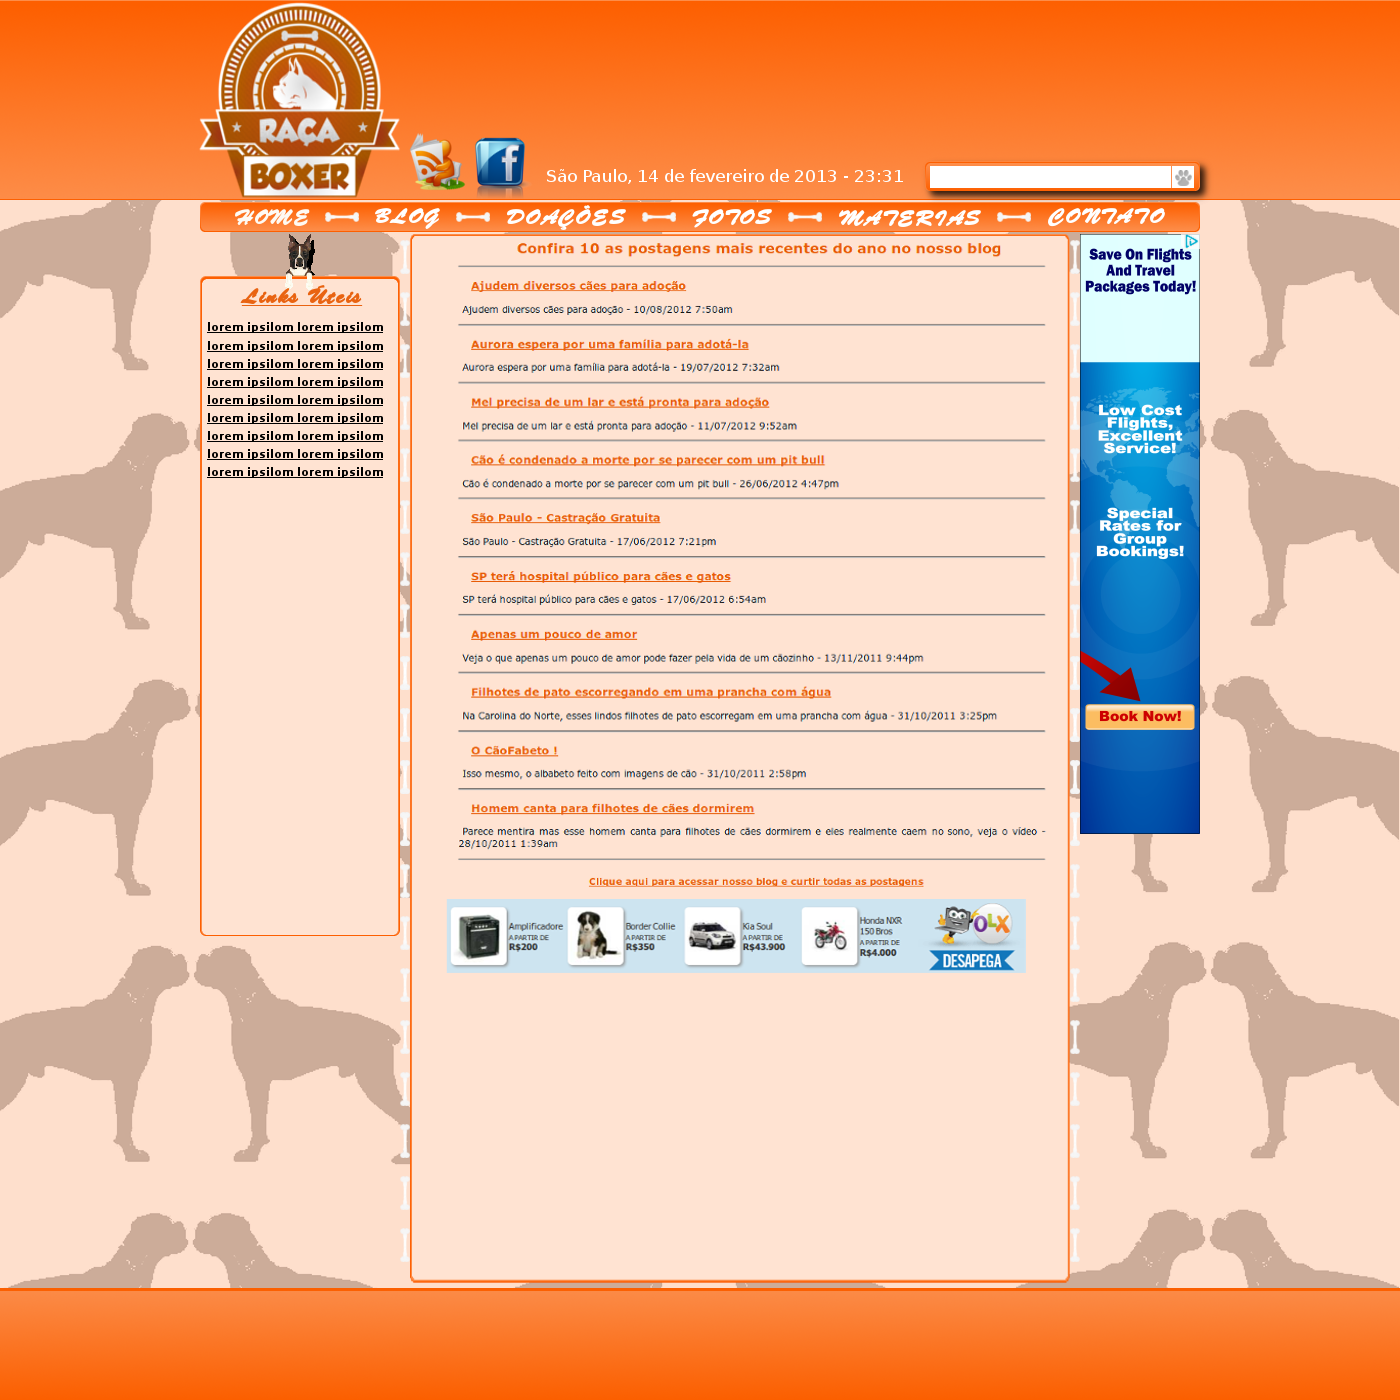 RAÇA
BOXER
São Paulo, 14 de fevereiro de 2013 - 23:31
HOME BLOG DOAÇÕES FOTOS MATERIAS CONTATO
Links Úteis
lorem ipsilom lorem ipsilom
lorem ipsilom lorem ipsilom
lorem ipsilom lorem ipsilom
lorem ipsilom lorem ipsilom
lorem ipsilom lorem ipsilom
lorem ipsilom lorem ipsilom
lorem ipsilom lorem ipsilom
lorem ipsilom lorem ipsilom
lorem ipsilom lorem ipsilom
Confira 10 as postagens mais recentes do ano no nosso blog
Ajudem diversos cães para adoção
Ajudem diversos cães para adoção - 10/08/2012 7:50am
Aurora espera por uma família para adotá-la
Aurora espera por uma família para adotá-la - 19/07/2012 7:32am
Mel precisa de um lar e está pronta para adoção
Mel precisa de um lar e está pronta para adoção - 11/07/2012 9:52am
Cão é condenado a morte por se parecer com um pit bull
Cão é condenado a morte por se parecer com um pit bull - 26/06/2012 4:47pm
São Paulo - Castração Gratuita
São Paulo - Castração Gratuita - 17/06/2012 7:21pm
SP terá hospital público para cães e gatos
SP terá hospital público para cães e gatos - 17/06/2012 6:54am
Apenas um pouco de amor
Veja o que apenas um pouco de amor pode fazer pela vida de um cãozinho - 13/11/2011 9:44pm
Filhotes de pato escorregando em uma prancha com água
Na Carolina do Norte, esses lindos filhotes de pato escorregam em uma prancha com água - 31/10/2011 3:25pm
O CãoFabeto !
Isso mesmo, o albabeto feito com imagens de cão - 31/10/2011 2:58pm
Homem canta para filhotes de cães dormirem
Parece mentira mas esse homem canta para filhotes de cães dormirem e eles realmente caem no sono, veja o vídeo -
28/10/2011 1:39am
Clique aqui para acessar nosso blog e curtir todas as postagens
Amplificadore
A PARTIR DE
R$200
Border Collie
A PARTIR DE
R$350
Kia Soul
A PARTIR DE
R$43.900
Honda NXR
150 Bros
A PARTIR DE
R$4.000
OLX
DESAPEGA
Save On Flights
And Travel
Packages Today!
Low Cost
Flights,
Excellent
Service!
Special
Rates for
Group
Bookings!
Book Now!